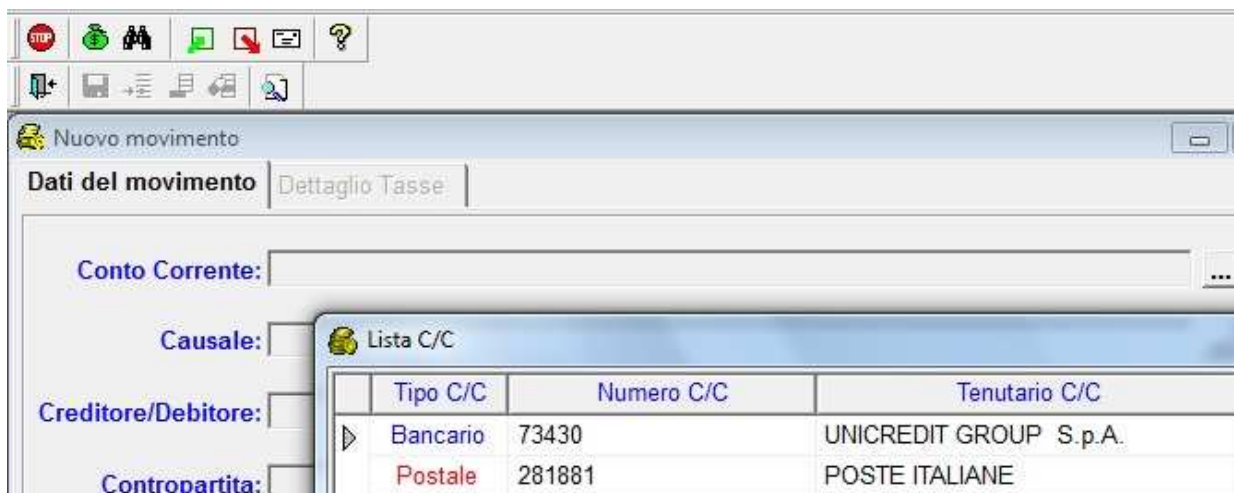 STOP
Nuovo movimento
Dati del movimento Dettaglio Tasse
Conto Corrente: ...
Causale:
Lista C/C
Tipo C/C Numero C/C Tenutario C/C
Creditore/Debitore:
Bancario 73430 UNICREDIT GROUP S.p.A.
Postale 281881 POSTE ITALIANE
Contropartita: